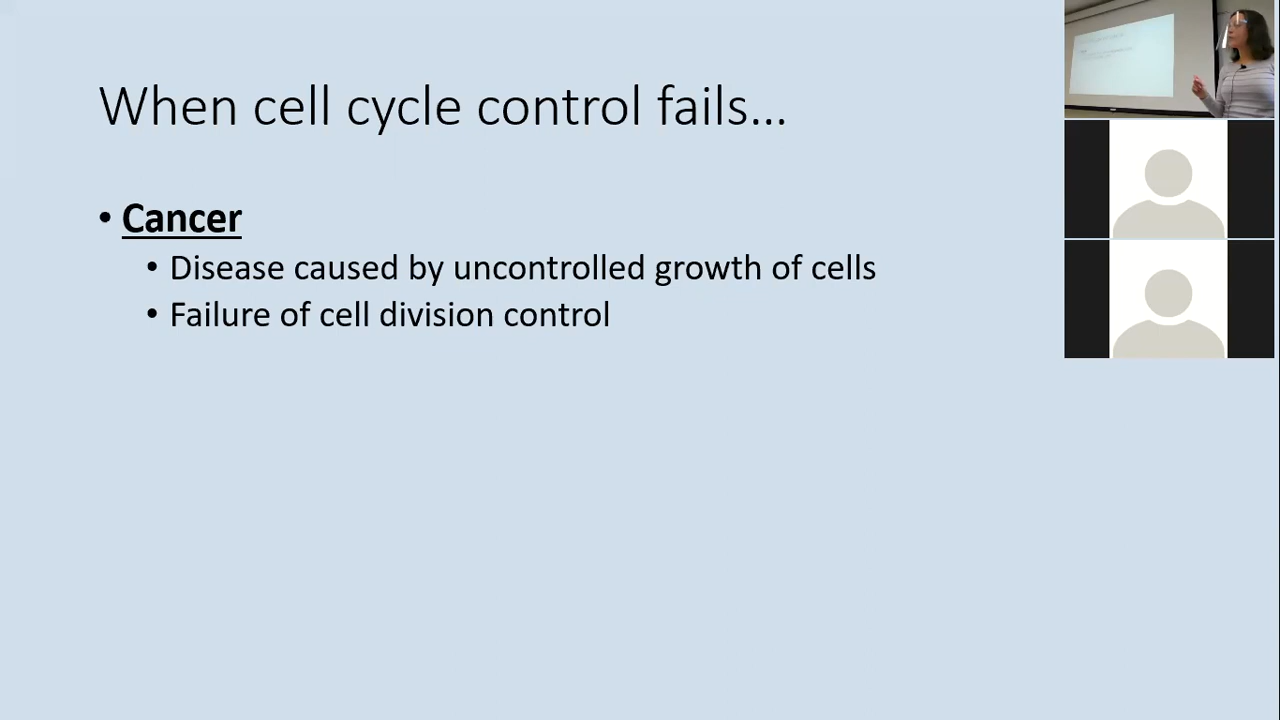 When cell cycle control fails...
• Cancer
• Disease caused by uncontrolled growth of cells
• Failure of cell division control